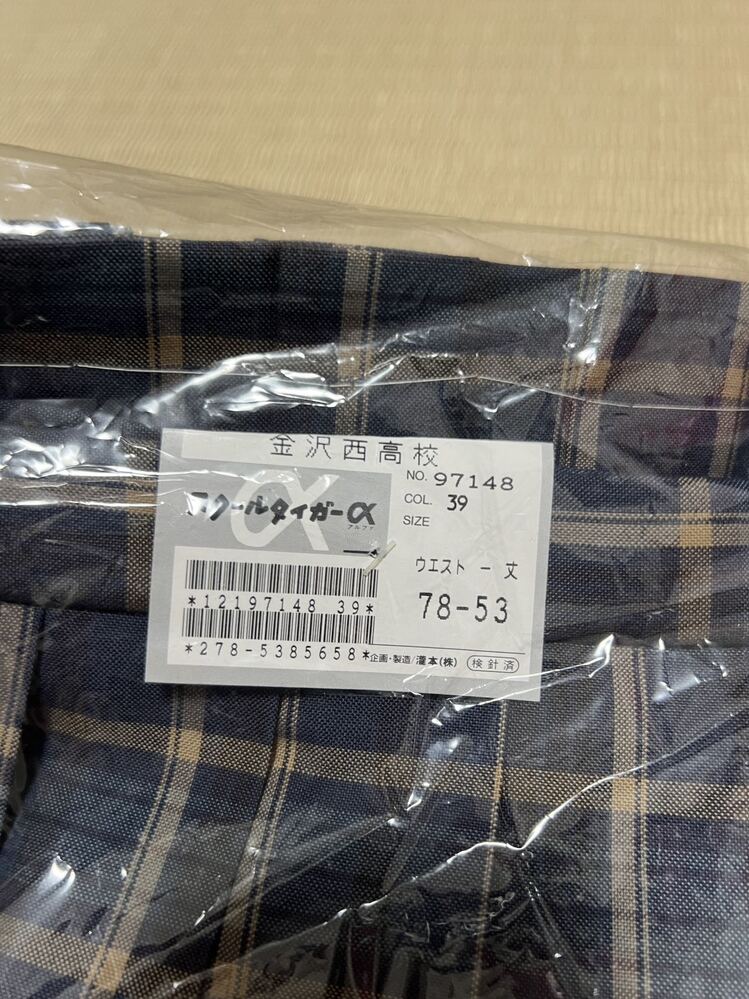 金沢西高校
スクールタイガーα
アルファ
NO. 97148
COL. 39
SIZE
ウエスト ー 丈
78-53
*12197148 39*
*278-5385658*
企画・製造/瀧本(株)
検針済